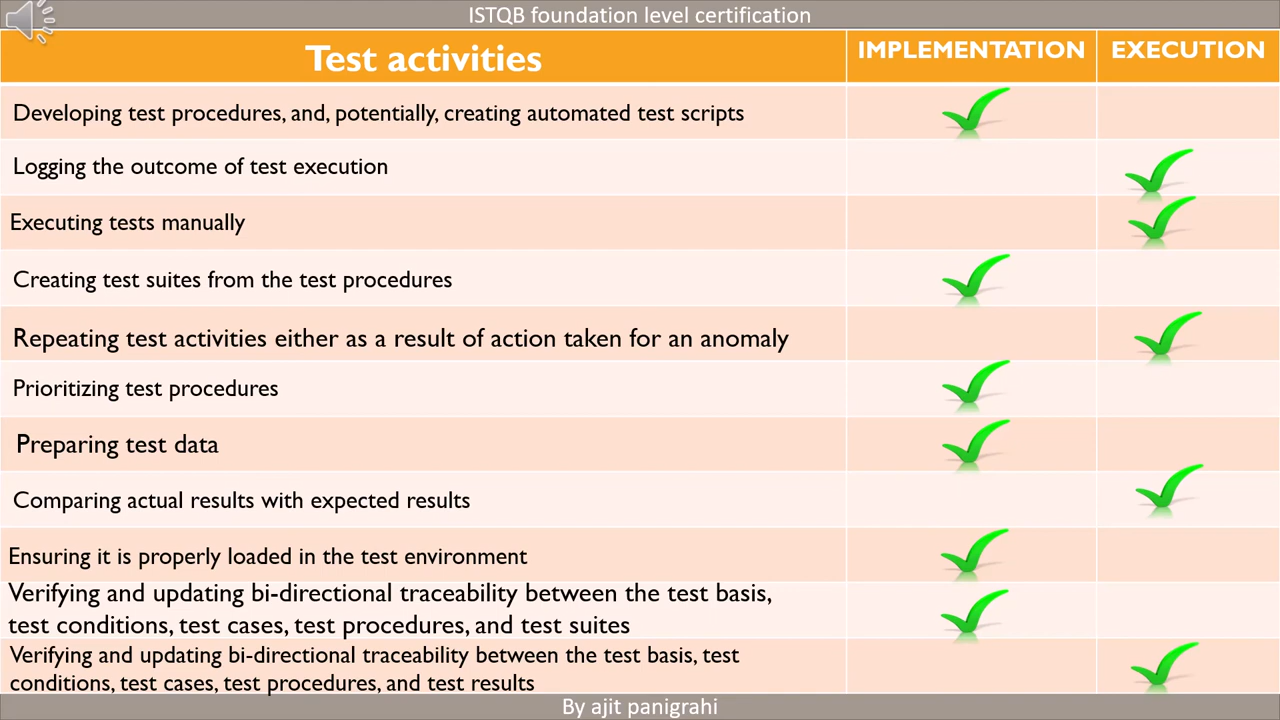 ISTQB foundation level certification
Test activities IMPLEMENTATION EXECUTION
Developing test procedures, and, potentially, creating automated test scripts
Logging the outcome of test execution
Executing tests manually
Creating test suites from the test procedures
Repeating test activities either as a result of action taken for an anomaly
Prioritizing test procedures
Preparing test data
Comparing actual results with expected results
Ensuring it is properly loaded in the test environment
Verifying and updating bi-directional traceability between the test basis,
test conditions, test cases, test procedures, and test suites
Verifying and updating bi-directional traceability between the test basis, test
conditions, test cases, test procedures, and test results
By ajit panigrahi